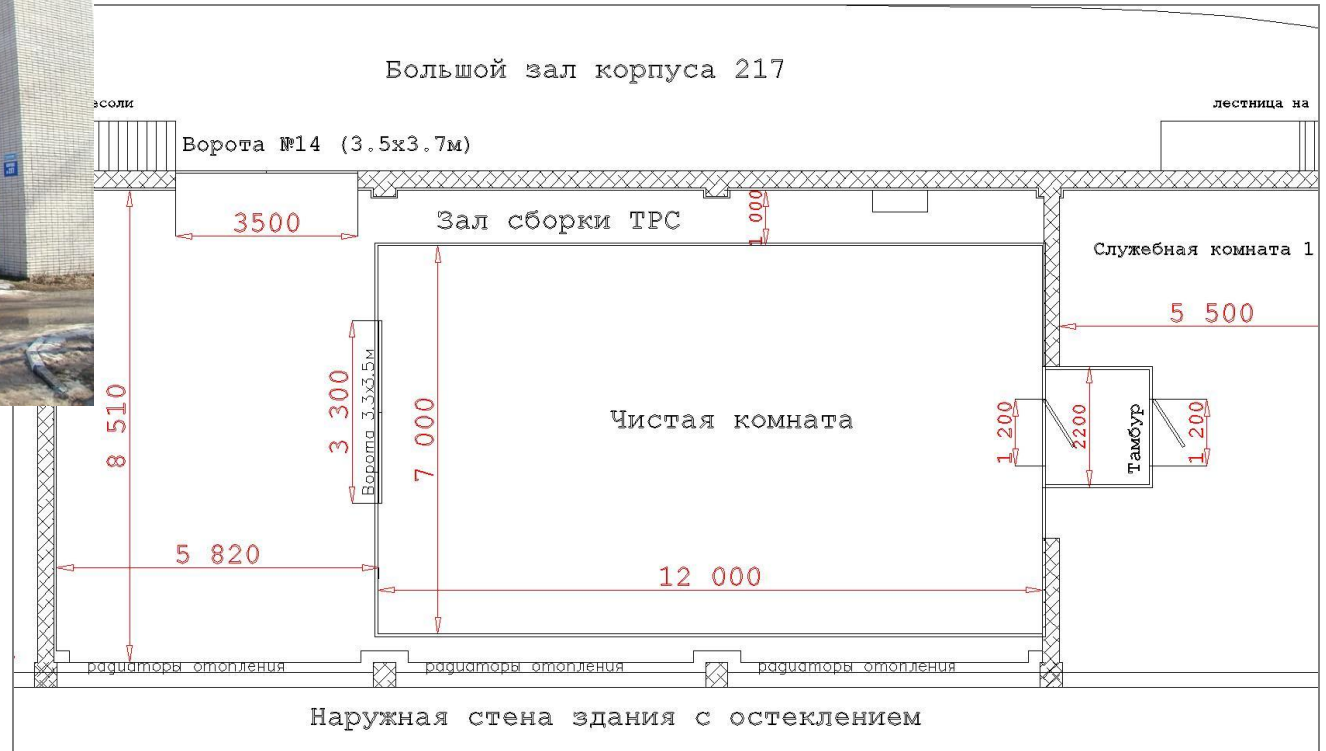 Большой зал корпуса 217
есоли
лестница на
Ворота №14 (3.5х3.7м)
3500
Зал сборки ТРС
1 000
Служебная комната 1
5 500
8 510
3 300
Ворота 3.3х3.5м
7 000
Чистая комната
1 200
2200
Тамбур
1 200
5 820
12 000
радиаторы отопления
радиаторы отопления
радиаторы отопления
Наружная стена здания с остеклением